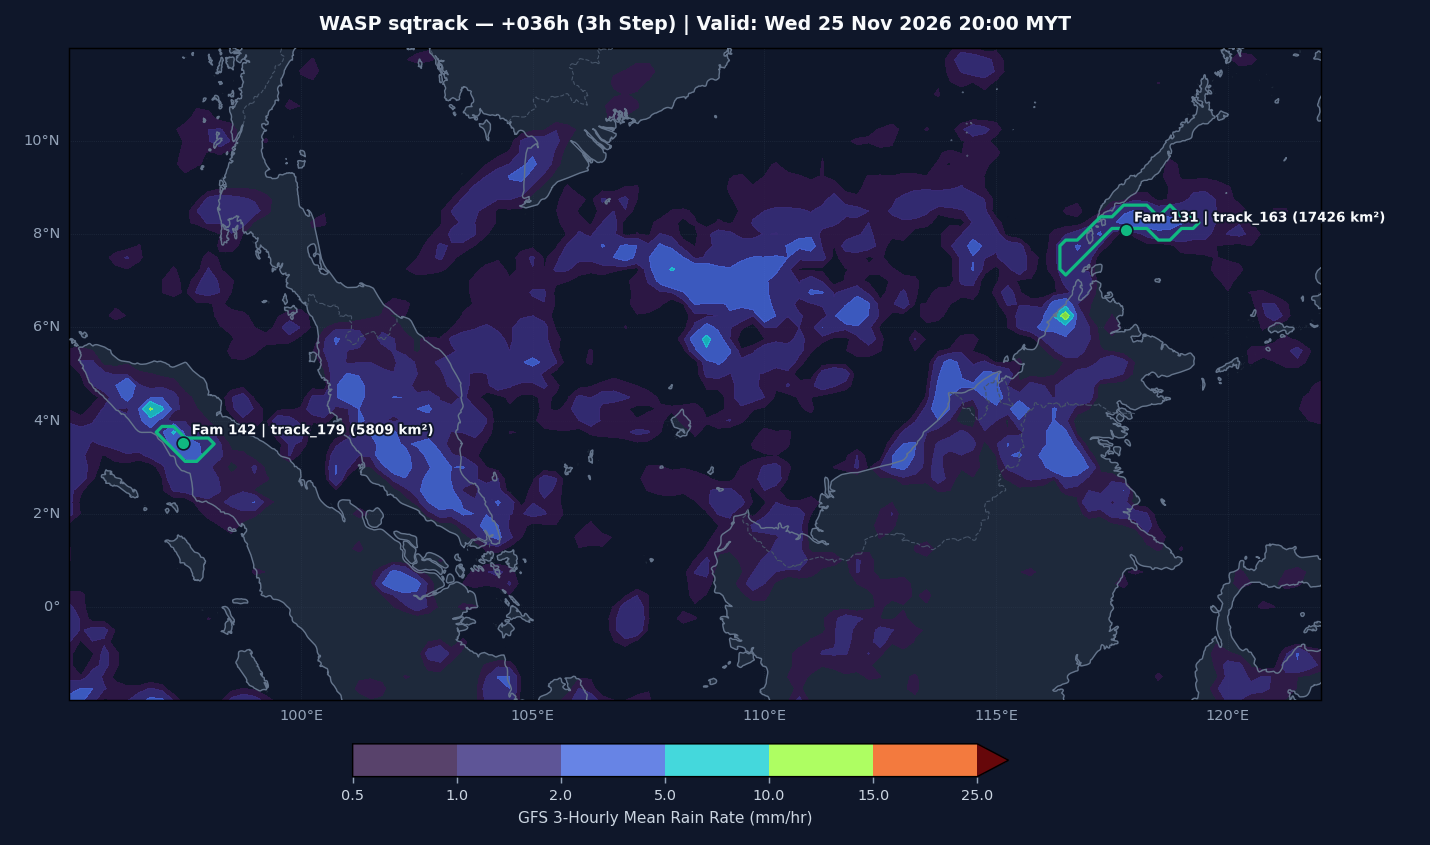 WASP sqtrack — +036h (3h Step) | Valid: Wed 25 Nov 2026 20:00 MYT
10°N
8°N
6°N
4°N
2°N
0°
Fam 131 | track_163 (17426 km²)
Fam 142 | track_179 (5809 km²)
100°E 105°E 110°E 115°E 120°E
0.5 1.0 2.0 5.0 10.0 15.0 25.0
GFS 3-Hourly Mean Rain Rate (mm/hr)